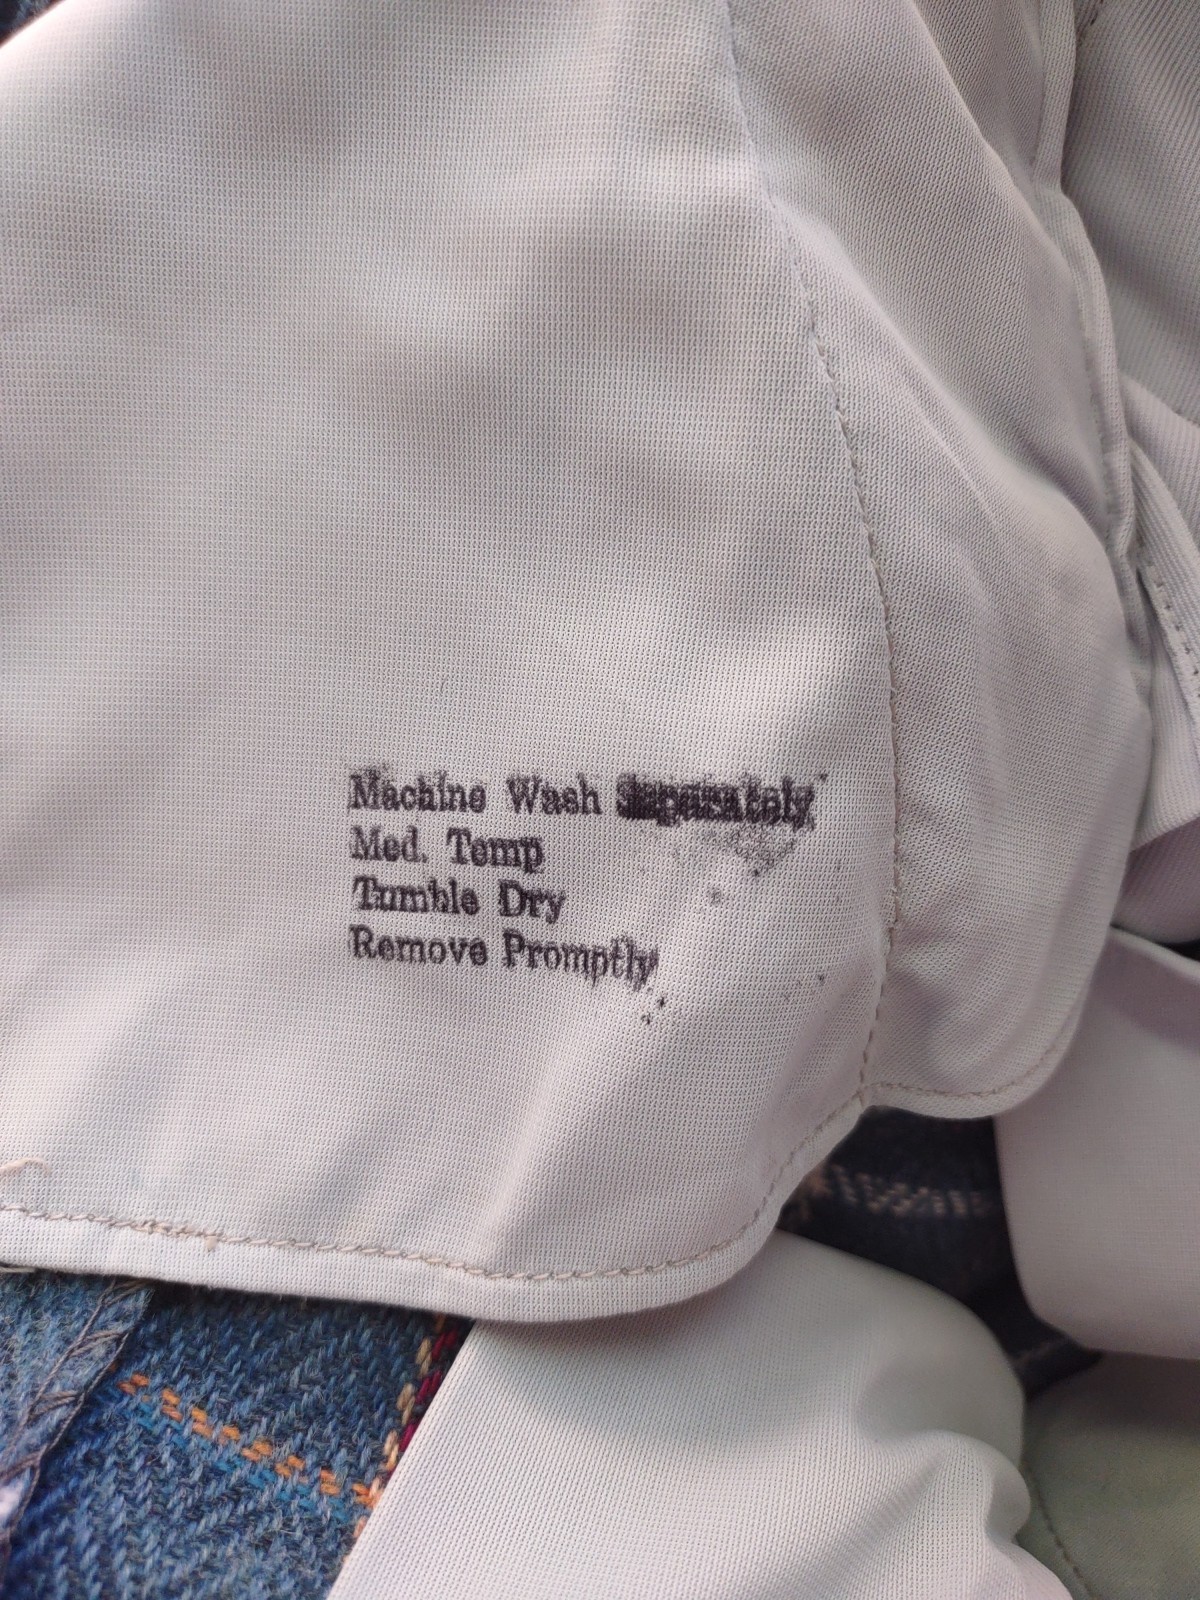 Machine Wash Separately
Med. Temp
Tumble Dry
Remove Promptly